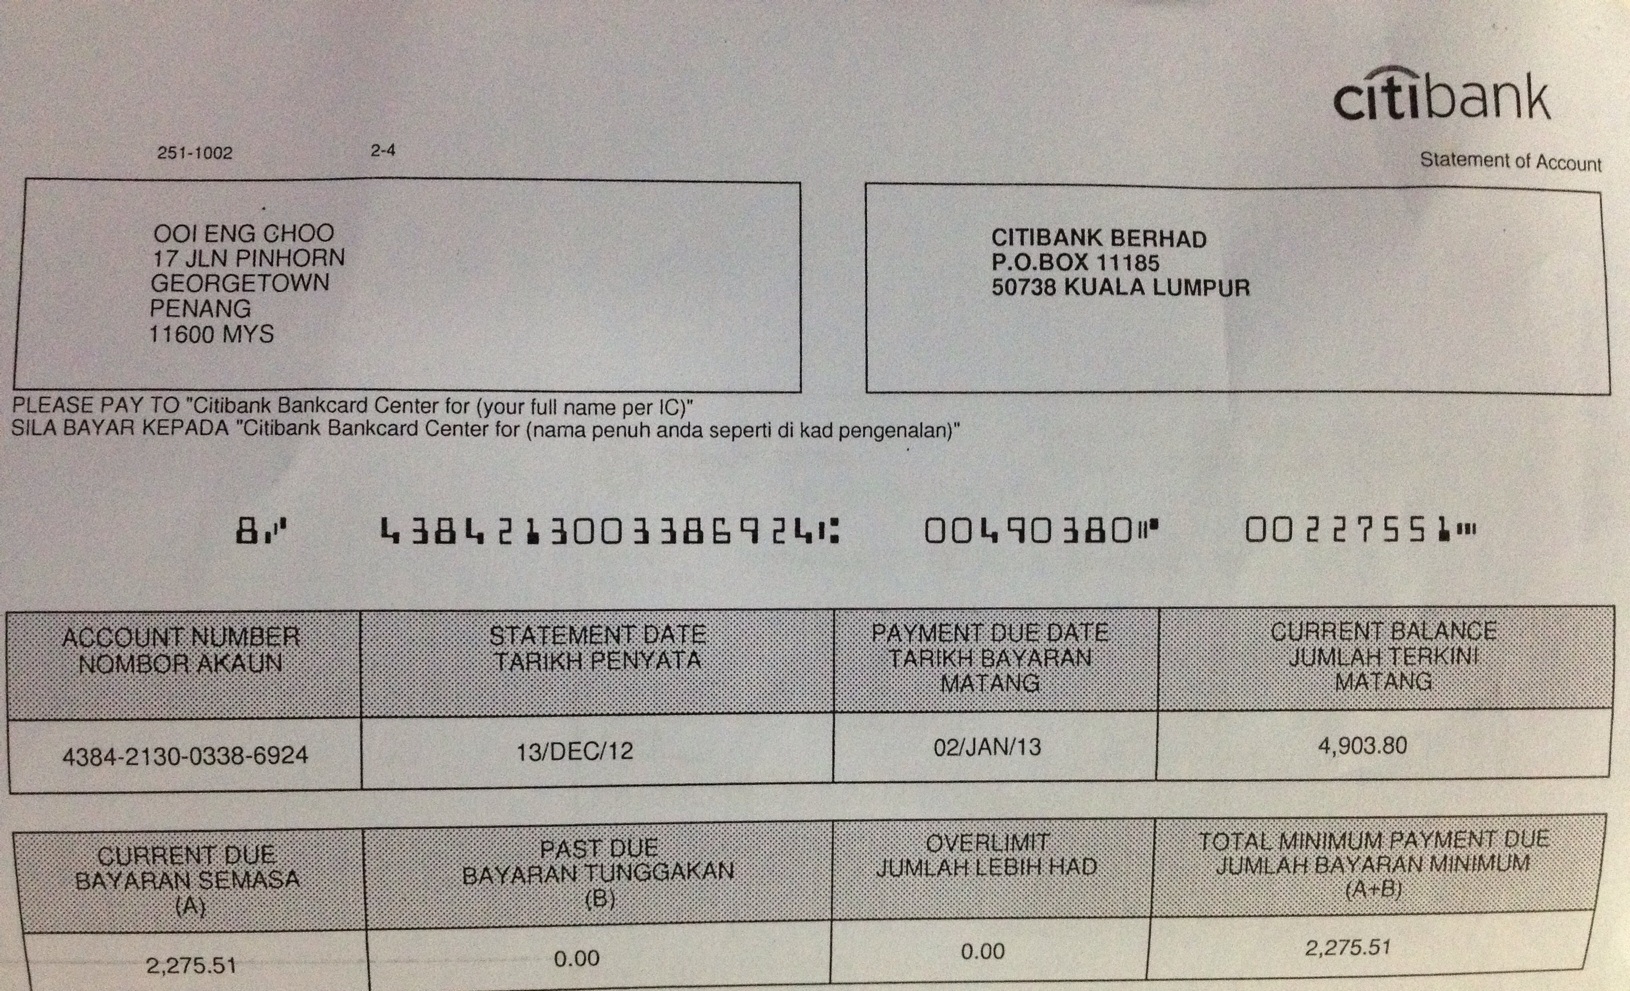 citibank
Statement of Account
251-1002 2-4
OOI ENG CHOO
17 JLN PINHORN
GEORGETOWN
PENANG
11600 MYS
CITIBANK BERHAD
P.O.BOX 11185
50738 KUALA LUMPUR
PLEASE PAY TO "Citibank Bankcard Center for (your full name per IC)"
SILA BAYAR KEPADA "Citibank Bankcard Center for (nama penuh anda seperti di kad pengenalan)"
8⑈ 4384213003386924⑆ 00490380⑈ 00227551⑉
ACCOUNT NUMBER
NOMBOR AKAUN
STATEMENT DATE
TARIKH PENYATA
PAYMENT DUE DATE
TARIKH BAYARAN
MATANG
CURRENT BALANCE
JUMLAH TERKINI
MATANG
4384-2130-0338-6924 13/DEC/12 02/JAN/13 4,903.80
CURRENT DUE
BAYARAN SEMASA
(A)
PAST DUE
BAYARAN TUNGGAKAN
(B)
OVERLIMIT
JUMLAH LEBIH HAD
TOTAL MINIMUM PAYMENT DUE
JUMLAH BAYARAN MINIMUM
(A+B)
2,275.51 0.00 0.00 2,275.51